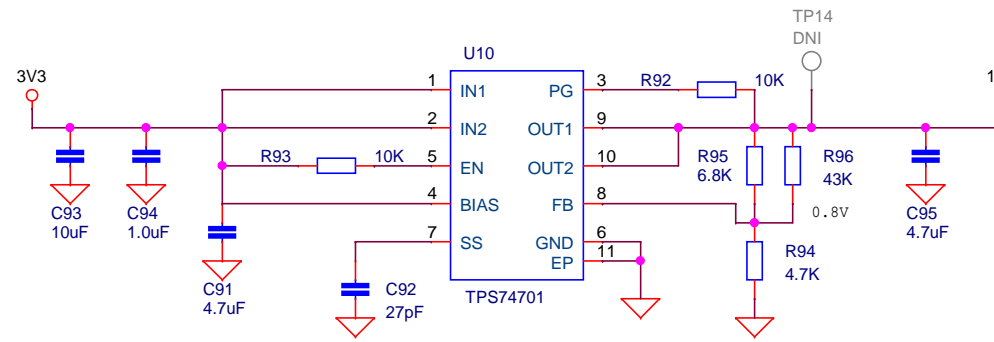 TP14
DNI
U10
3V3
1
1
IN1
PG
3
R92
10K
2
IN2
OUT1
9
R93
10K
5
EN
OUT2
10
R95
6.8K
R96
43K
4
BIAS
FB
8
0.8V
C93
10uF
C94
1.0uF
C95
4.7uF
7
SS
GND
6
EP
11
R94
4.7K
C91
4.7uF
C92
27pF
TPS74701